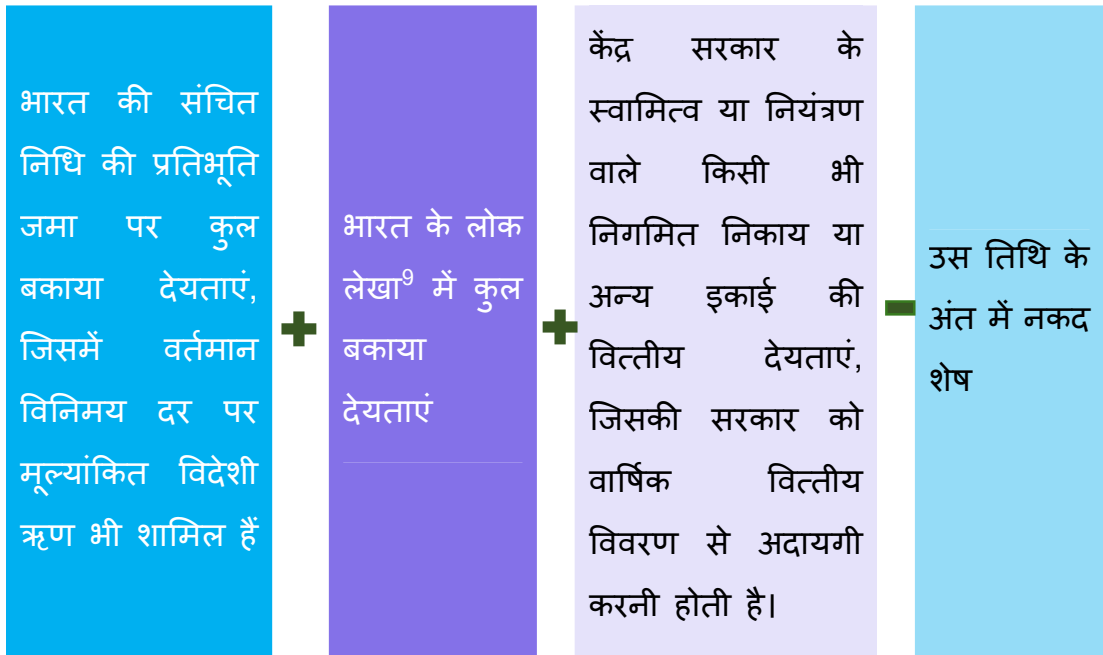 भारत की संचित
निधि की प्रतिभूति
जमा पर कुल
बकाया देयताएं,
जिसमें वर्तमान
विनिमय दर पर
मूल्यांकित विदेशी
ऋण भी शामिल हैं
भारत के लोक
लेखा⁹ में कुल
बकाया
देयताएं
केंद्र सरकार के
स्वामित्व या नियंत्रण
वाले किसी भी
निगमित निकाय या
अन्य इकाई की
वित्तीय देयताएं,
जिसकी सरकार को
वार्षिक वित्तीय
विवरण से अदायगी
करनी होती है।
उस तिथि के
अंत में नकद
शेष